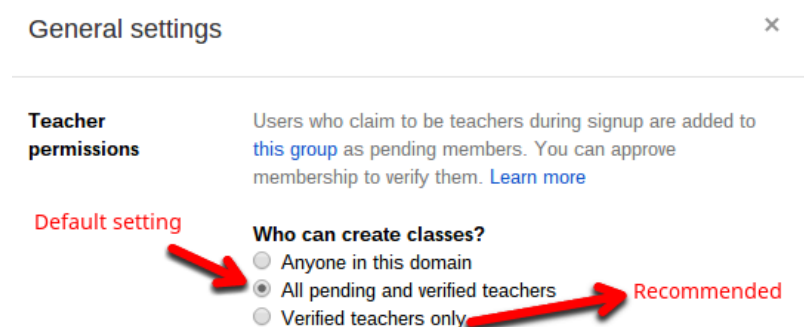 General settings
×
Teacher permissions
Users who claim to be teachers during signup are added to
this group as pending members. You can approve
membership to verify them. Learn more
Default setting
Who can create classes?
Anyone in this domain
All pending and verified teachers
Recommended
Verified teachers only